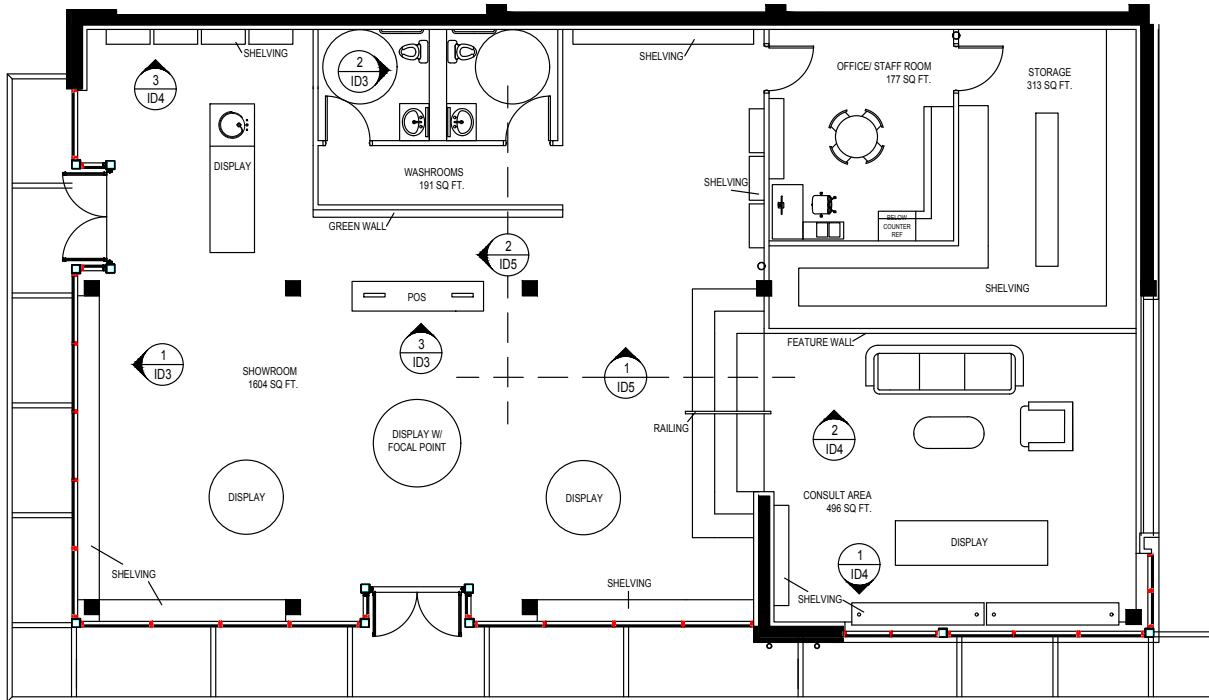 SHELVING
3
ID4
2
ID3
SHELVING
OFFICE/ STAFF ROOM
177 SQ FT.
STORAGE
313 SQ FT.
DISPLAY
WASHROOMS
191 SQ FT.
SHELVING
GREEN WALL
BELOW
COUNTER
REF
2
ID5
SHELVING
POS
3
ID3
FEATURE WALL
1
ID3
SHOWROOM
1604 SQ FT.
1
ID5
RAILING
2
ID4
DISPLAY W/
FOCAL POINT
DISPLAY
DISPLAY
CONSULT AREA
496 SQ FT.
DISPLAY
1
ID4
SHELVING
SHELVING
SHELVING